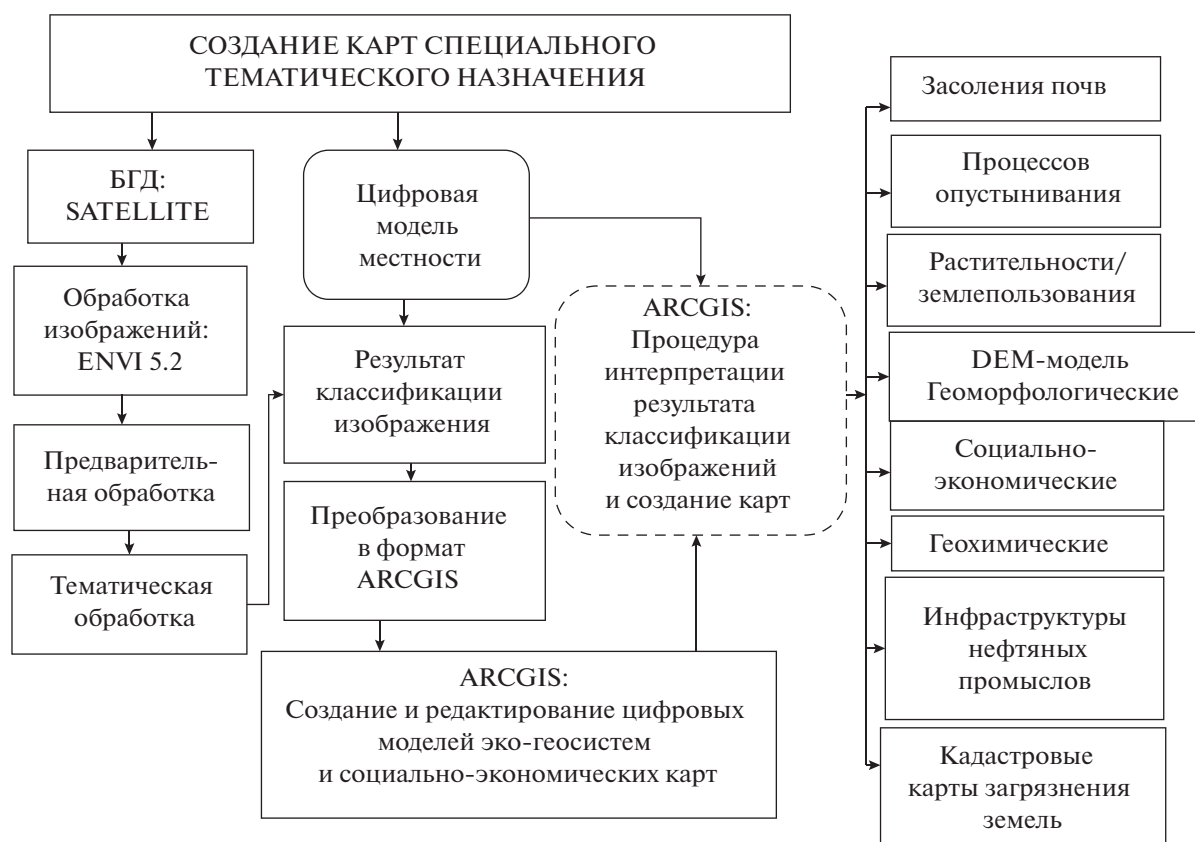 СОЗДАНИЕ КАРТ СПЕЦИАЛЬНОГО
ТЕМАТИЧЕСКОГО НАЗНАЧЕНИЯ
БГД:
SATELLITE
Обработка
изображений:
ENVI 5.2
Предваритель-
ная обработка
Тематическая
обработка
Цифровая
модель
местности
Результат
классификации
изображения
Преобразование
в формат
ARCGIS
ARCGIS:
Создание и редактирование цифровых
моделей эко-геосистем
и социально-экономических карт
ARCGIS:
Процедура
интерпретации
результата
классификации
изображений
и создание карт
Засоления почв
Процессов
опустынивания
Растительности/
землепользования
DEM-модель
Геоморфологические
Социально-
экономические
Геохимические
Инфраструктуры
нефтяных
промыслов
Кадастровые
карты загрязнения
земель